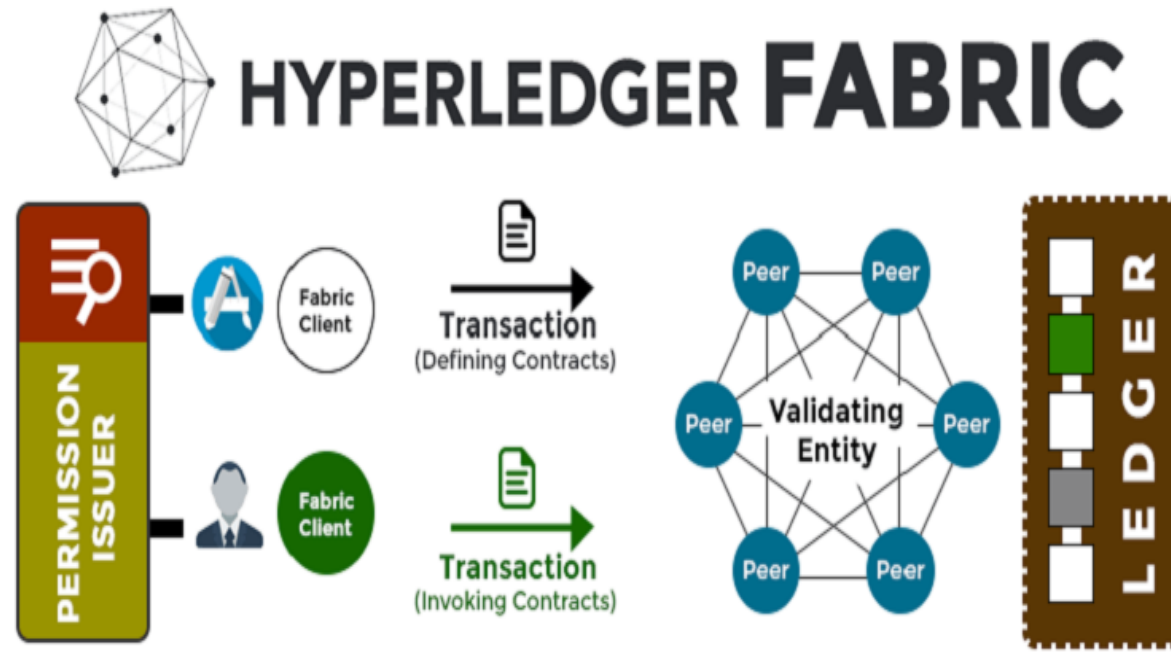 HYPERLEDGER FABRIC
PERMISSION
ISSUER
Fabric
Client
Transaction
(Defining Contracts)
Fabric
Client
Transaction
(Invoking Contracts)
Peer
Peer
Peer
Validating
Entity
Peer
Peer
Peer
LEDGER